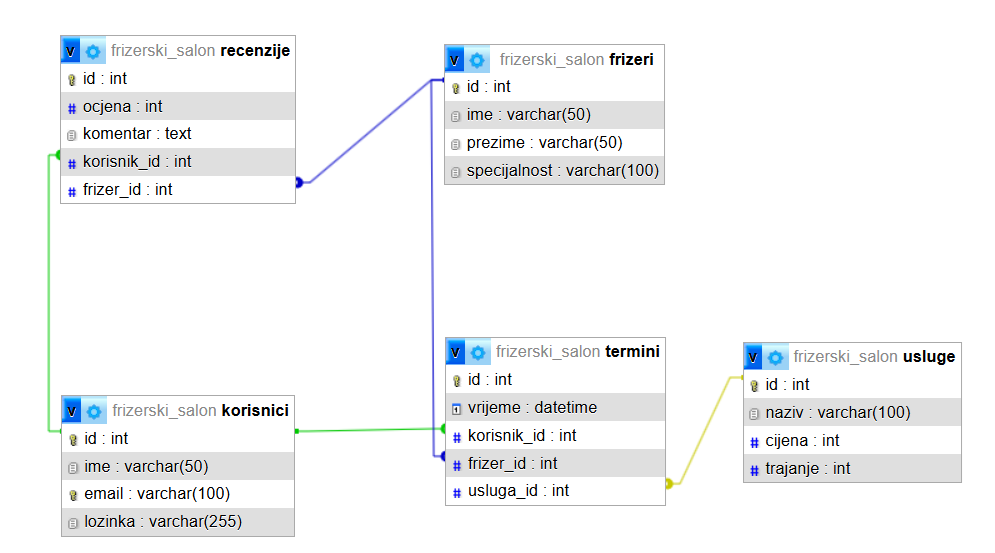 v frizerski_salon recenzije
id : int
# ocjena : int
komentar : text
# korisnik_id : int
# frizer_id : int
v frizerski_salon frizeri
id : int
ime : varchar(50)
prezime : varchar(50)
specijalnost : varchar(100)
v frizerski_salon korisnici
id : int
ime : varchar(50)
email : varchar(100)
lozinka : varchar(255)
v frizerski_salon termini
id : int
vrijeme : datetime
# korisnik_id : int
# frizer_id : int
# usluga_id : int
v frizerski_salon usluge
id : int
naziv : varchar(100)
# cijena : int
# trajanje : int